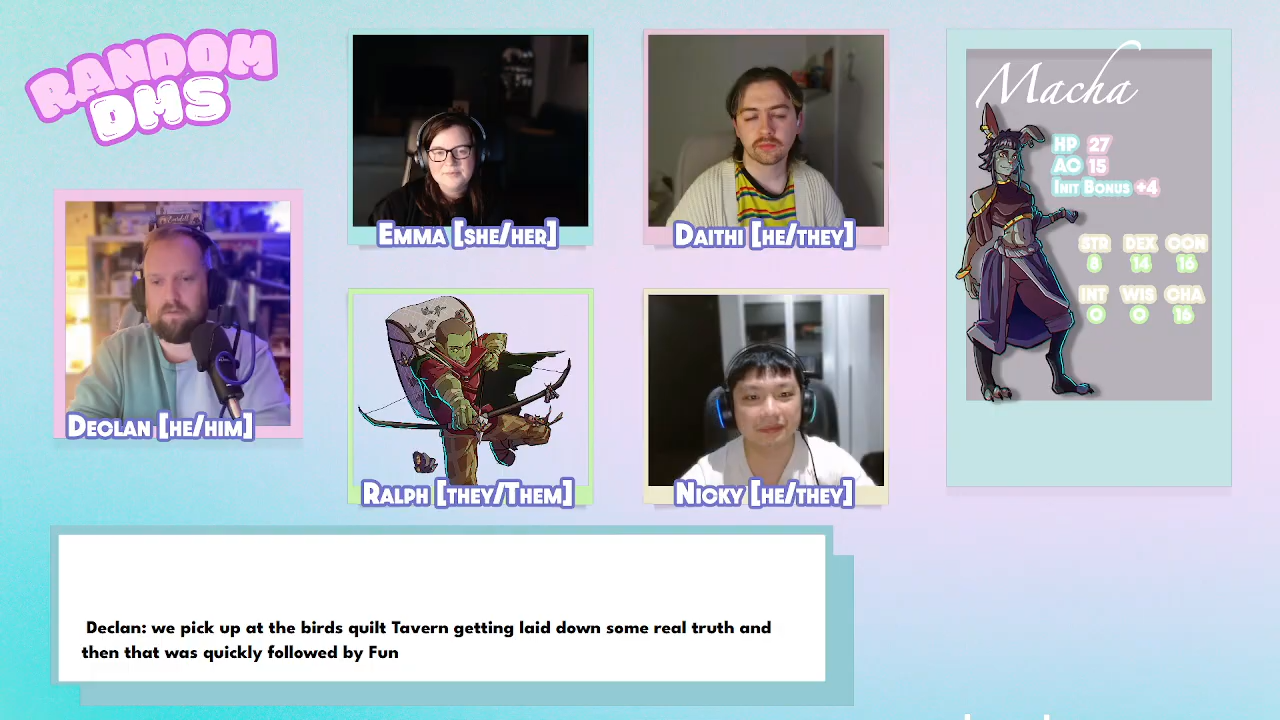 RANDOM
DMS
Emma [she/her]
Daithi [he/they]
Declan [he/him]
Ralph [they/Them]
Nicky [he/they]
Macha
HP 27
AC 15
Init Bonus +4
STR DEX CON
8 14 16
INT WIS CHA
0 0 16
Declan: we pick up at the birds quilt Tavern getting laid down some real truth and
then that was quickly followed by Fun